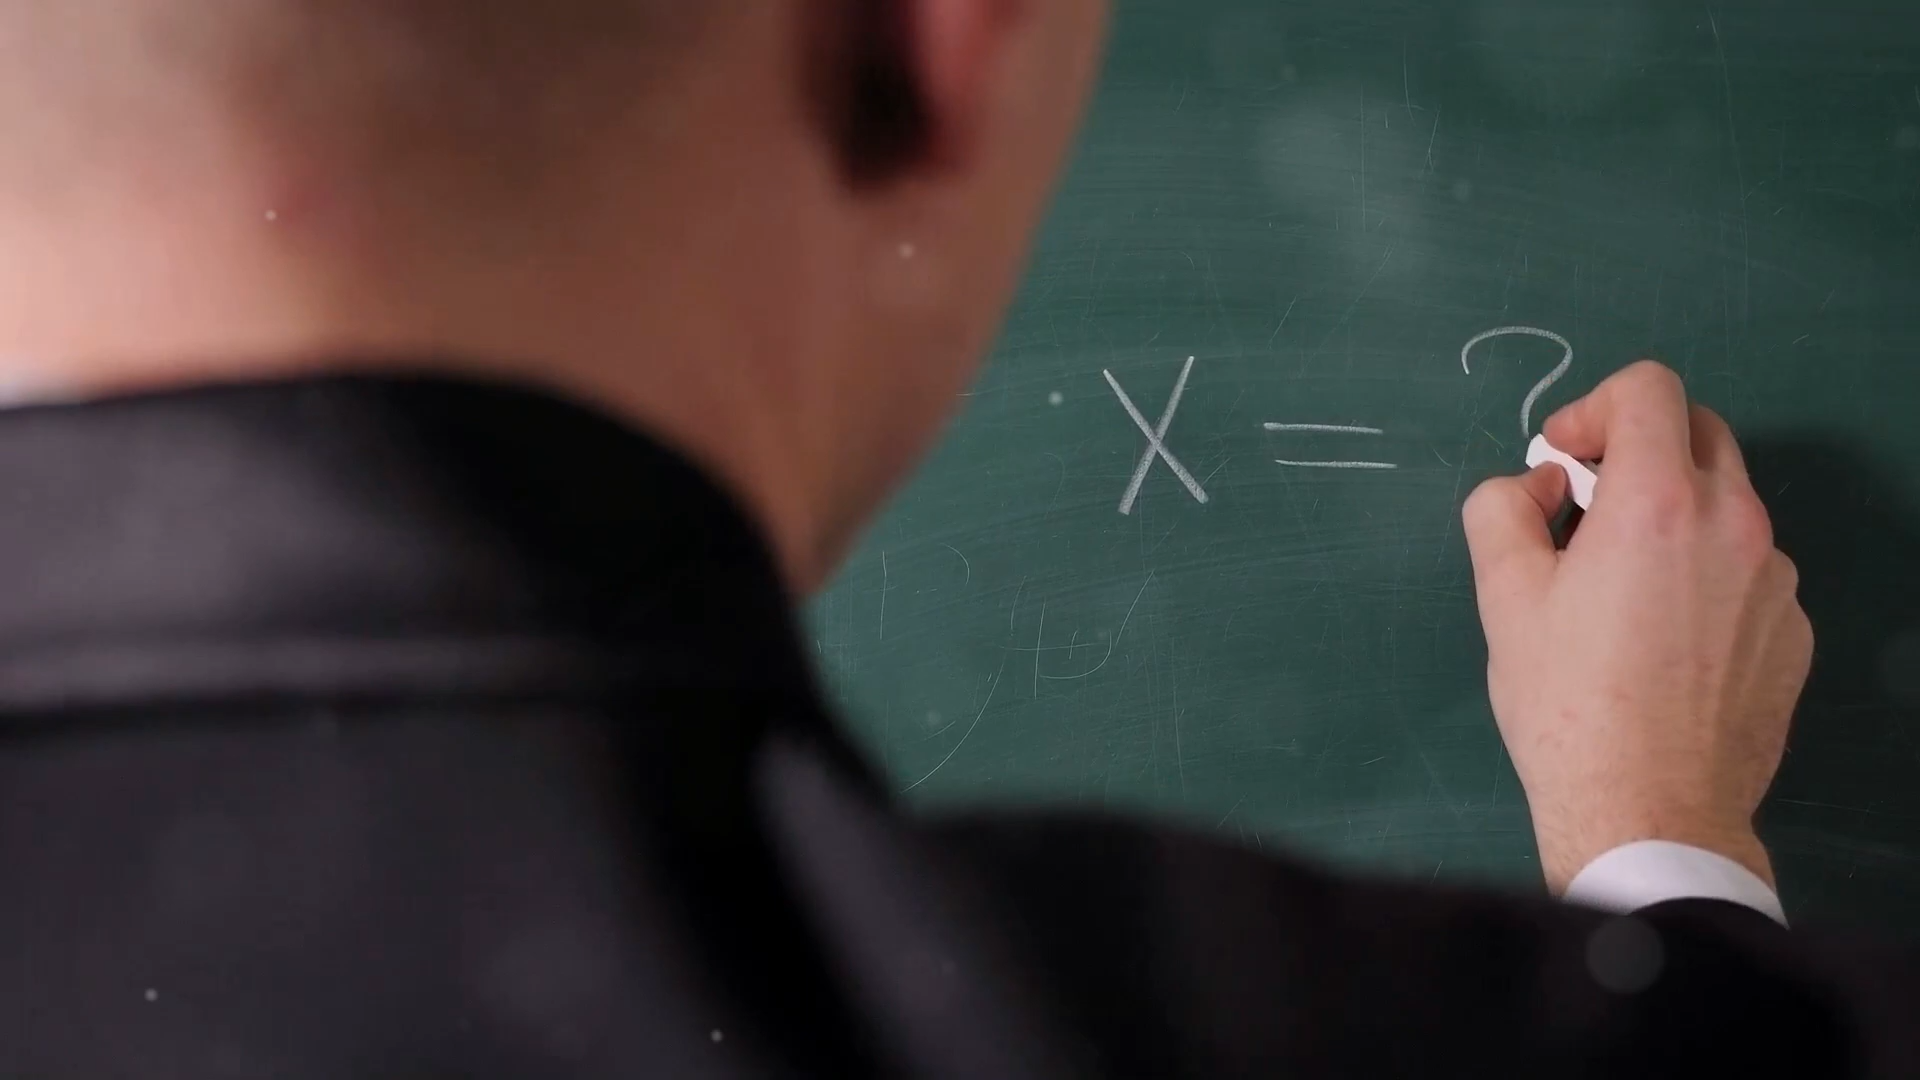 X = ?